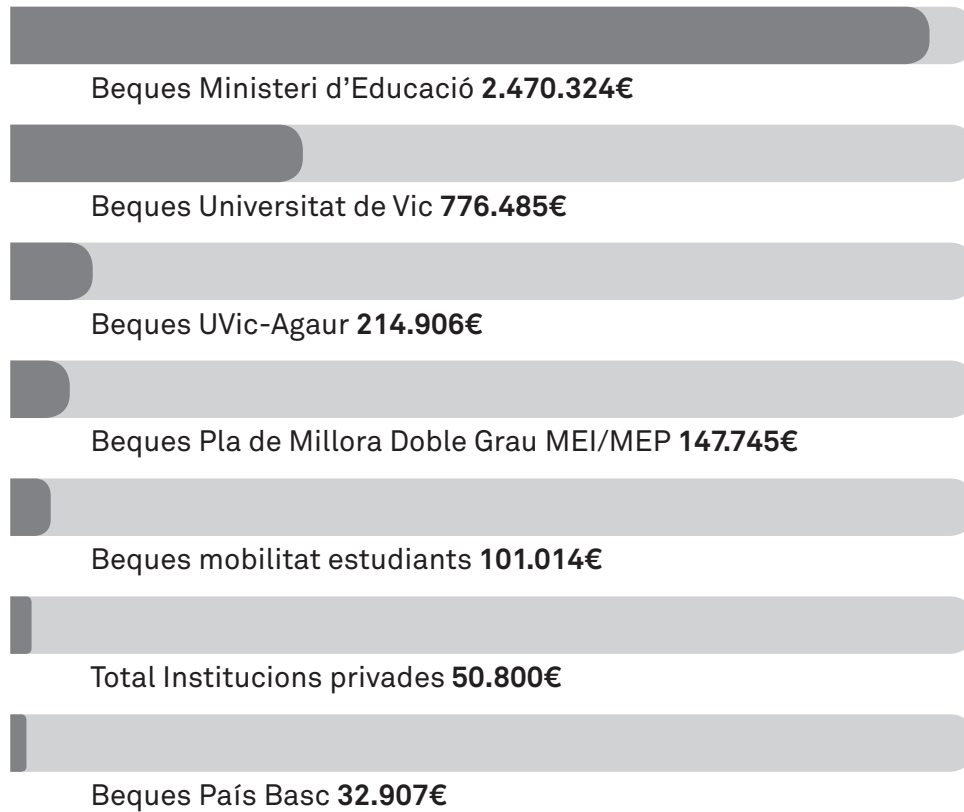 Beques Ministeri d’Educació 2.470.324€
Beques Universitat de Vic 776.485€
Beques UVic-Agaur 214.906€
Beques Pla de Millora Doble Grau MEI/MEP 147.745€
Beques mobilitat estudiants 101.014€
Total Institucions privades 50.800€
Beques País Basc 32.907€